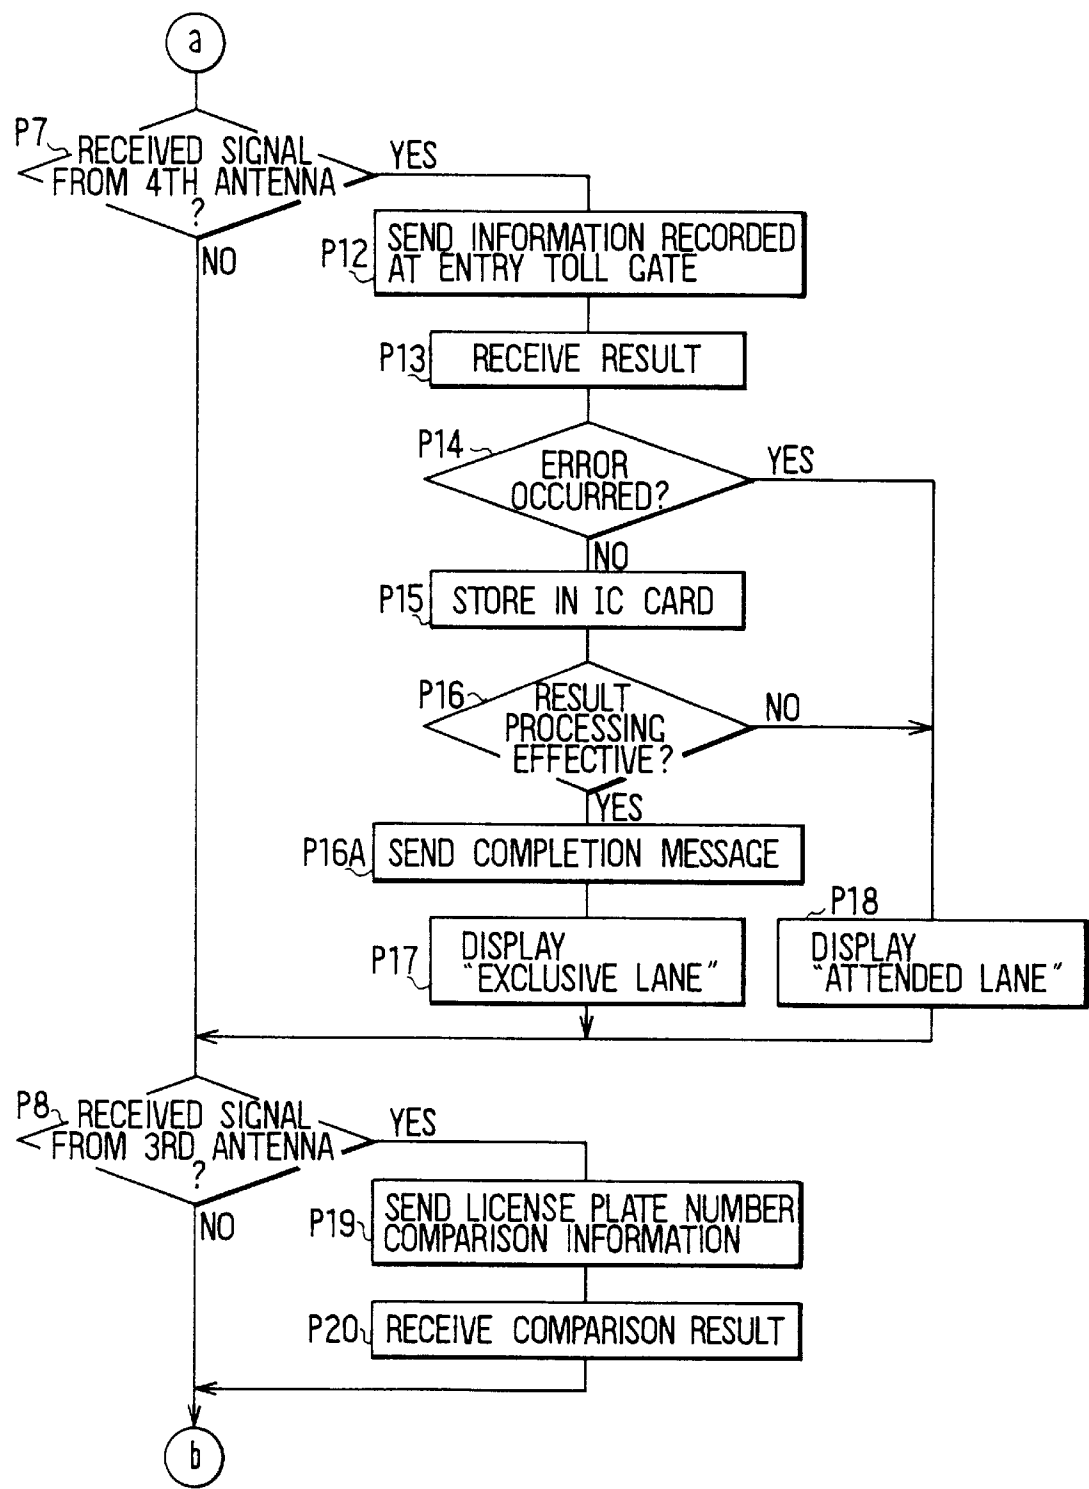 a
P7
RECEIVED SIGNAL
FROM 4TH ANTENNA
?
YES
NO
P12
SEND INFORMATION RECORDED
AT ENTRY TOLL GATE
P13
RECEIVE RESULT
P14
ERROR
OCCURRED?
YES
NO
P15
STORE IN IC CARD
P16
RESULT
PROCESSING
EFFECTIVE?
NO
YES
P16A
SEND COMPLETION MESSAGE
P17
DISPLAY
"EXCLUSIVE LANE"
P18
DISPLAY
"ATTENDED LANE"
P8
RECEIVED SIGNAL
FROM 3RD ANTENNA
?
YES
NO
P19
SEND LICENSE PLATE NUMBER
COMPARISON INFORMATION
P20
RECEIVE COMPARISON RESULT
b